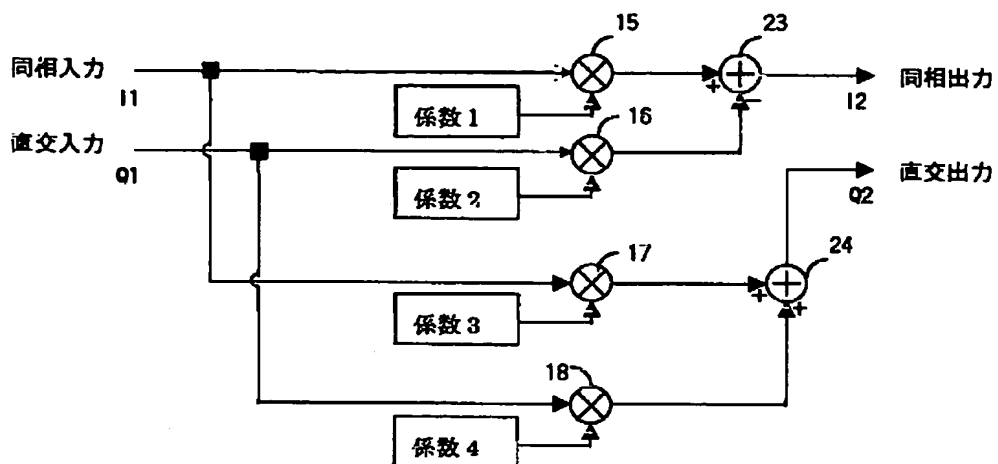 15
23
同相入力
同相出力
I1
I2
係数1
16
直交入力
直交出力
Q1
Q2
係数2
17
24
係数3
18
係数4